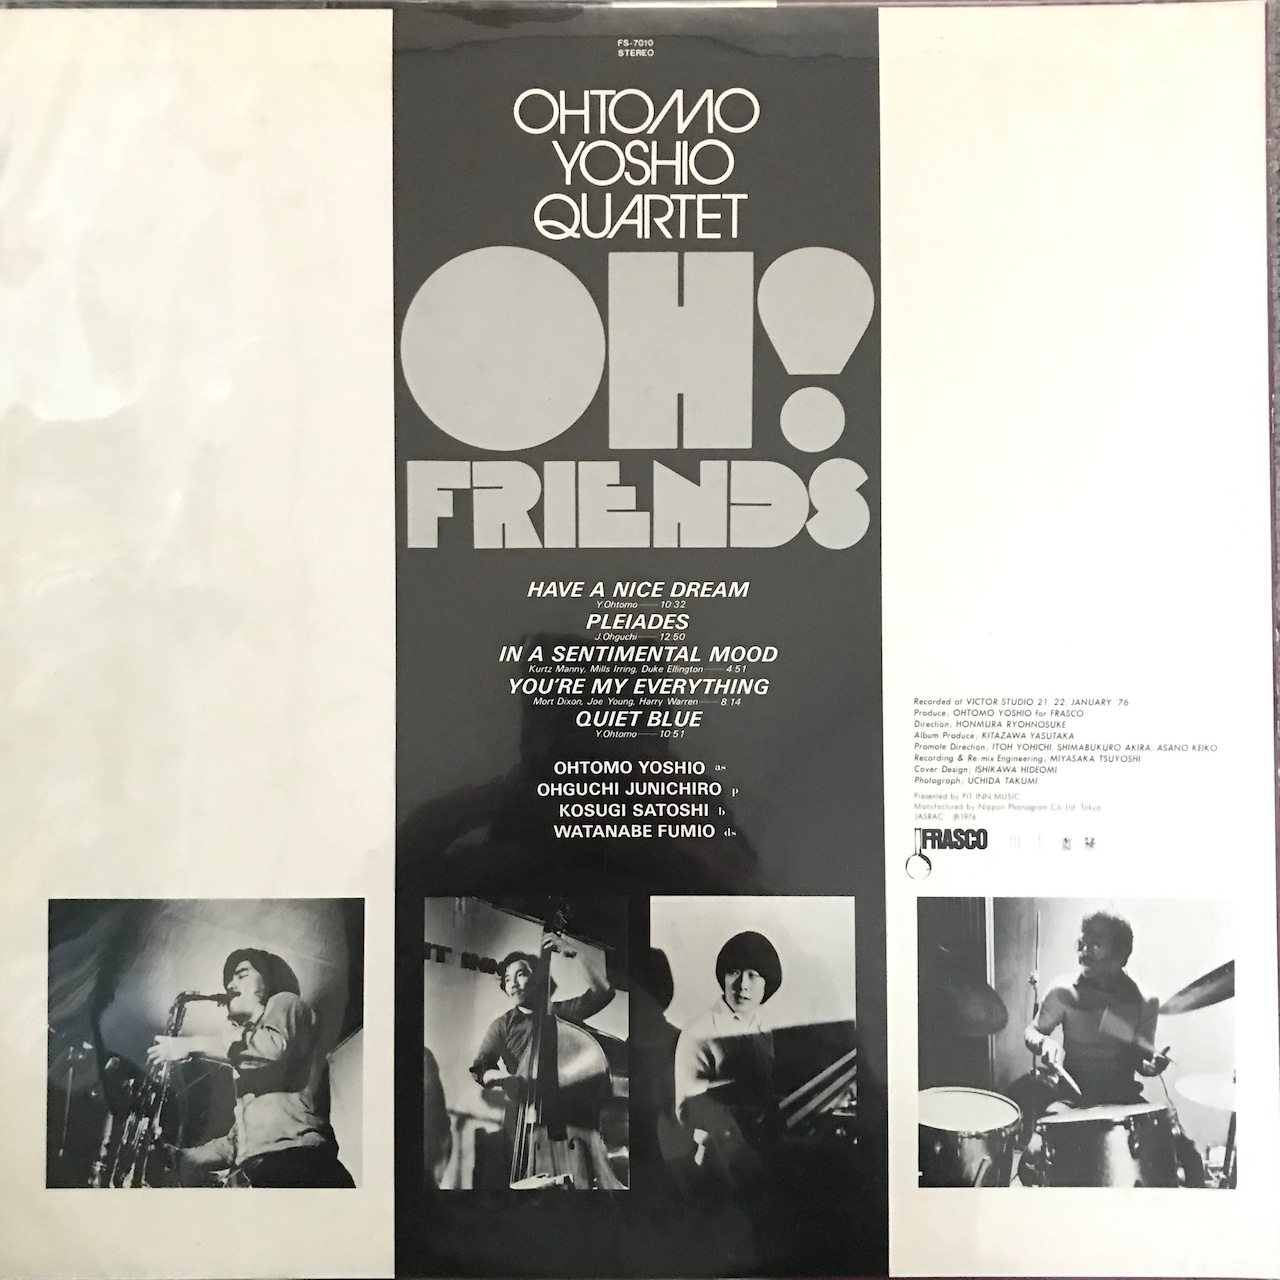 FS-7010
STEREO
OHTOMO
YOSHIO
QUARTET
OH!
FRIENDS
HAVE A NICE DREAM
Y.Ohtomo——10:32
PLEIADES
J.Ohguchi——12:50
IN A SENTIMENTAL MOOD
Kurtz Manny, Mills Irring, Duke Ellington——4:51
YOU'RE MY EVERYTHING
Mort Dixon, Joe Young, Harry Warren——8:14
QUIET BLUE
Y.Ohtomo——10:51
OHTOMO YOSHIO as
OHGUCHI JUNICHIRO p
KOSUGI SATOSHI b
WATANABE FUMIO ds
Recorded at VICTOR STUDIO 21, 22, JANUARY '76
Produce; OHTOMO YOSHIO for FRASCO
Direction; HONMURA RYOHNOSUKE
Album Produce; KITAZAWA YASUTAKA
Promote Direction; ITOH YOHICHI, SHIMABUKURO AKIRA, ASANO KEIKO
Recording & Re-mix Engineering; MIYASAKA TSUYOSHI
Cover Design; ISHIKAWA HIDEOMI
Photograph; UCHIDA TAKUMI
Presented by PIT INN MUSIC
Manufactured by Nippon Phonogram Co., Ltd. Tokyo
JASRAC ℗1976
FRASCO